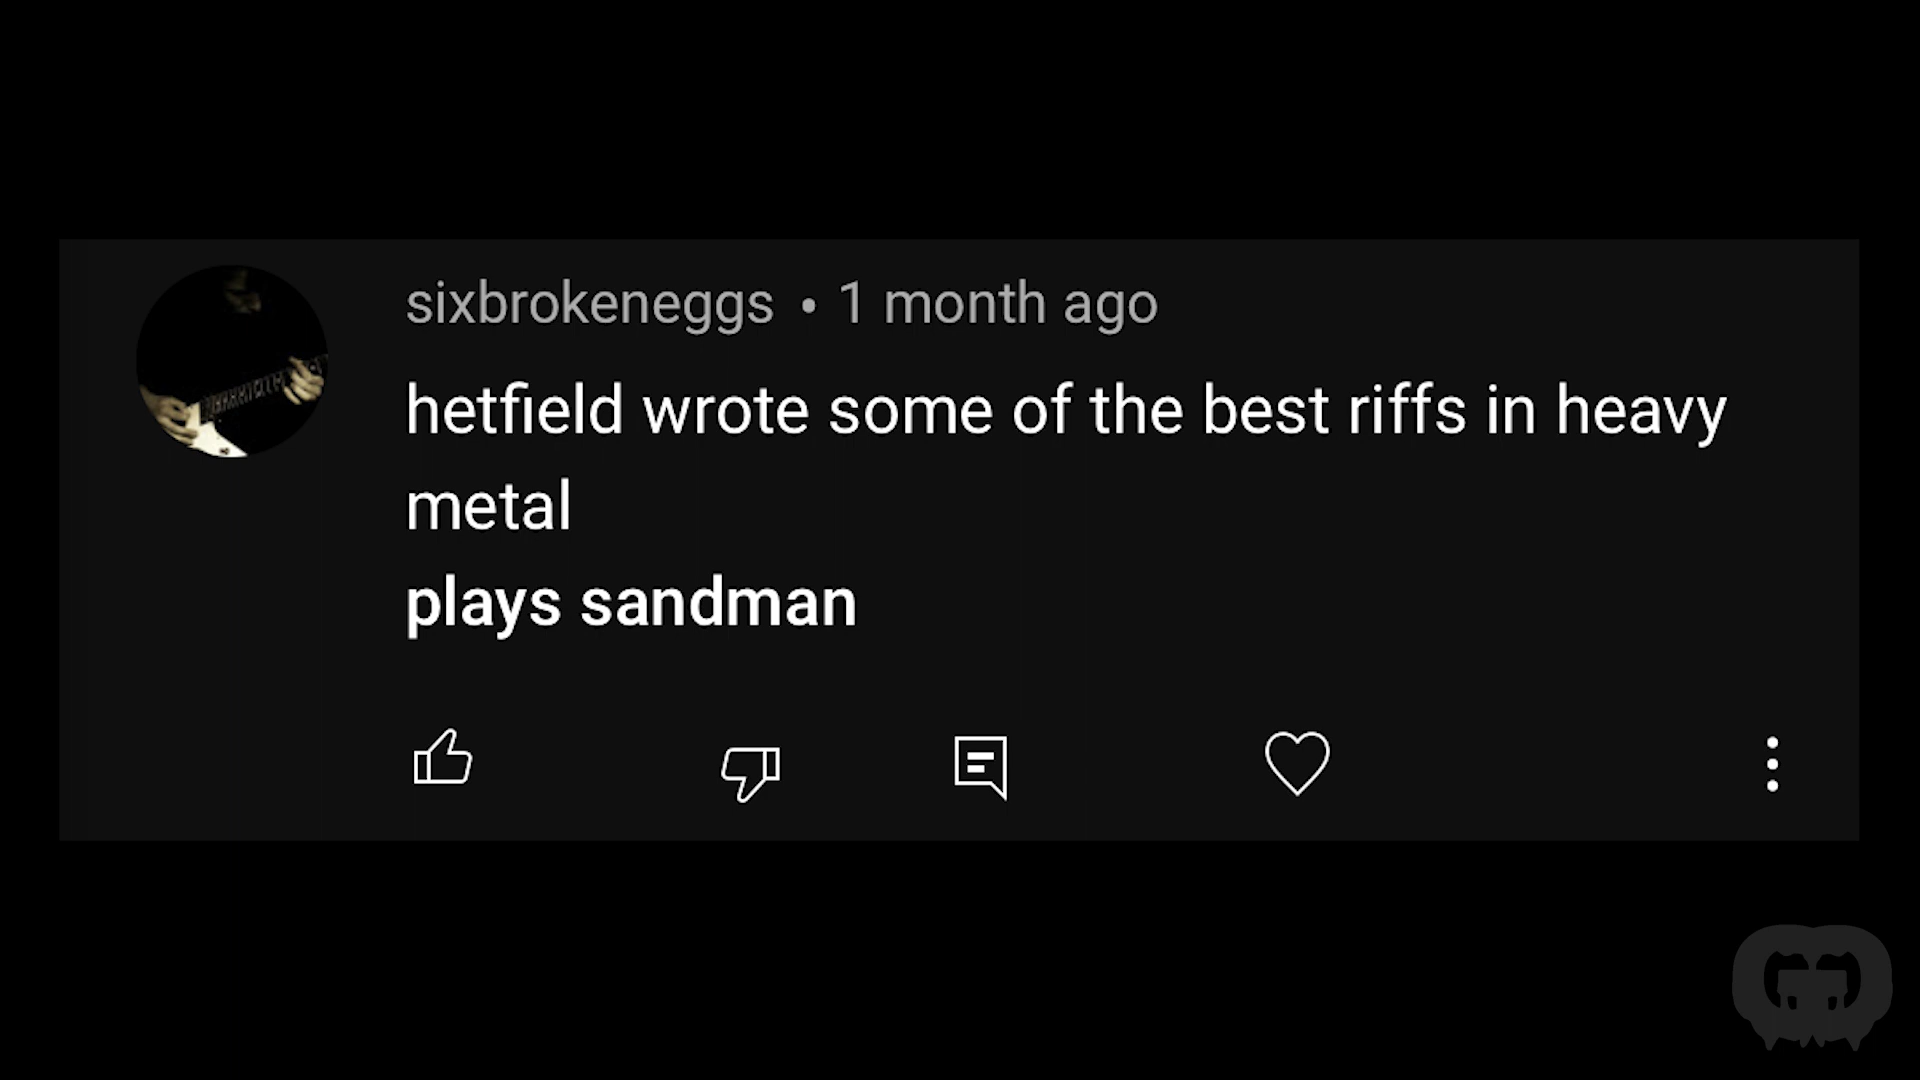 sixbrokeneggs • 1 month ago
hetfield wrote some of the best riffs in heavy
metal
plays sandman